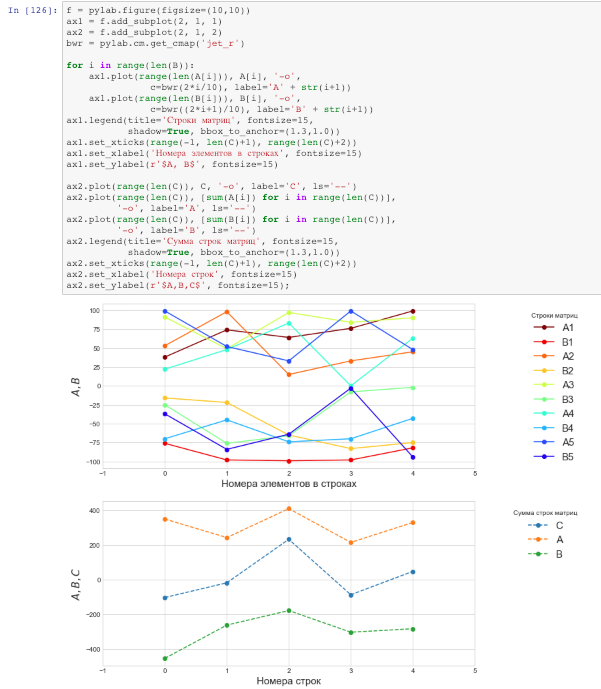 In [126]: f = pylab.figure(figsize=(10,10))
ax1 = f.add_subplot(2, 1, 1)
ax2 = f.add_subplot(2, 1, 2)
bwr = pylab.cm.get_cmap('jet_r')
for i in range(len(B)):
ax1.plot(range(len(A[i])), A[i], '-o',
c=bwr(2*i/10), label='A' + str(i+1))
ax1.plot(range(len(B[i])), B[i], '-o',
c=bwr((2*i+1)/10), label='B' + str(i+1))
ax1.legend(title='Строки матриц', fontsize=15,
shadow=True, bbox_to_anchor=(1.3,1.0))
ax1.set_xticks(range(-1, len(C)+1), range(len(C)+2))
ax1.set_xlabel('Номера элементов в строках', fontsize=15)
ax1.set_ylabel(r'$A, B$', fontsize=15)
ax2.plot(range(len(C)), C, '-o', label='C', ls='--')
ax2.plot(range(len(C)), [sum(A[i]) for i in range(len(C))],
'-o', label='A', ls='--')
ax2.plot(range(len(C)), [sum(B[i]) for i in range(len(C))],
'-o', label='B', ls='--')
ax2.legend(title='Сумма строк матриц', fontsize=15,
shadow=True, bbox_to_anchor=(1.3,1.0))
ax2.set_xticks(range(-1, len(C)+1), range(len(C)+2))
ax2.set_xlabel('Номера строк', fontsize=15)
ax2.set_ylabel(r'$A,B,C$', fontsize=15);
100
75
50
25
0
−25
−50
−75
−100
A, B
−1 0 1 2 3 4 5
Номера элементов в строках
Строки матриц
A1
B1
A2
B2
A3
B3
A4
B4
A5
B5
400
200
0
−200
−400
A, B, C
−1 0 1 2 3 4 5
Номера строк
Сумма строк матриц
C
A
B